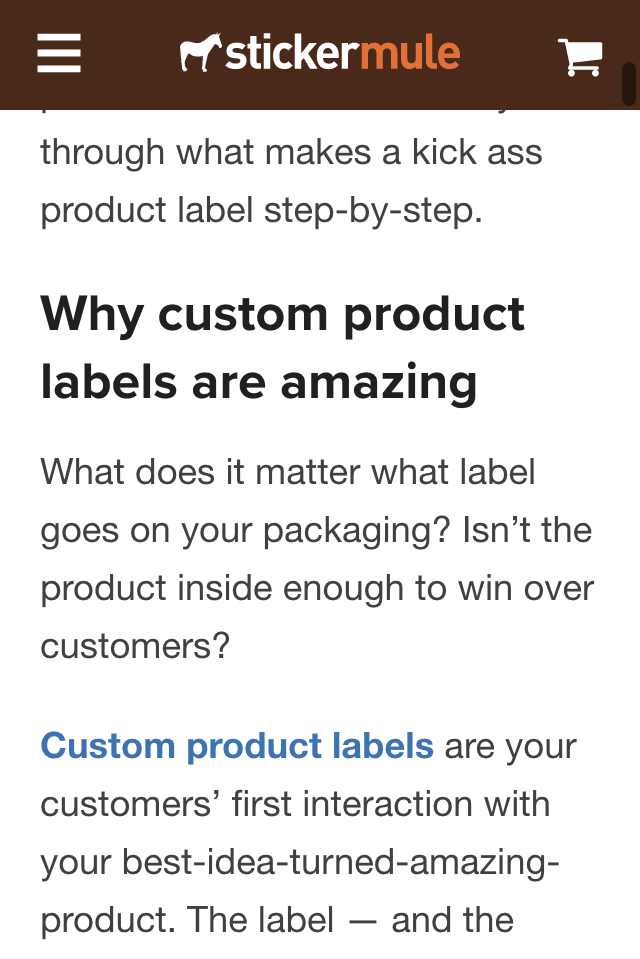 stickermule
through what makes a kick ass
product label step-by-step.
Why custom product
labels are amazing
What does it matter what label
goes on your packaging? Isn’t the
product inside enough to win over
customers?
Custom product labels are your
customers’ first interaction with
your best-idea-turned-amazing-
product. The label — and the